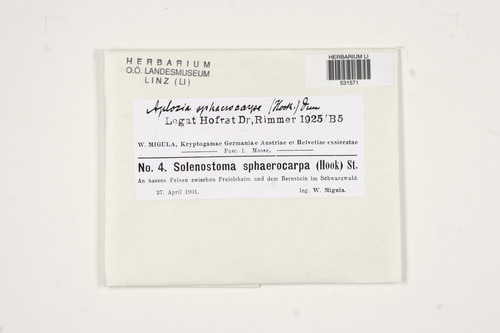 HERBARIUM
O.Ö. LANDESMUSEUM
LINZ (LI)
HERBARIUM LI
531571
Aplozia sphaerocarpa (Hook.) Dum
Legat Hofrat Dr, Rimmer 1925/B5
W. MIGULA, Kryptogamae Germaniae Austriae et Helvetiae exsiccatae
Fasc. 1. Moose.
No. 4. Solenostoma sphaerocarpa (Hook) St.
An nassen Felsen zwischen Freiolsheim und dem Bernstein im Schwarzwald.
27. April 1901.
leg. W. Migula.